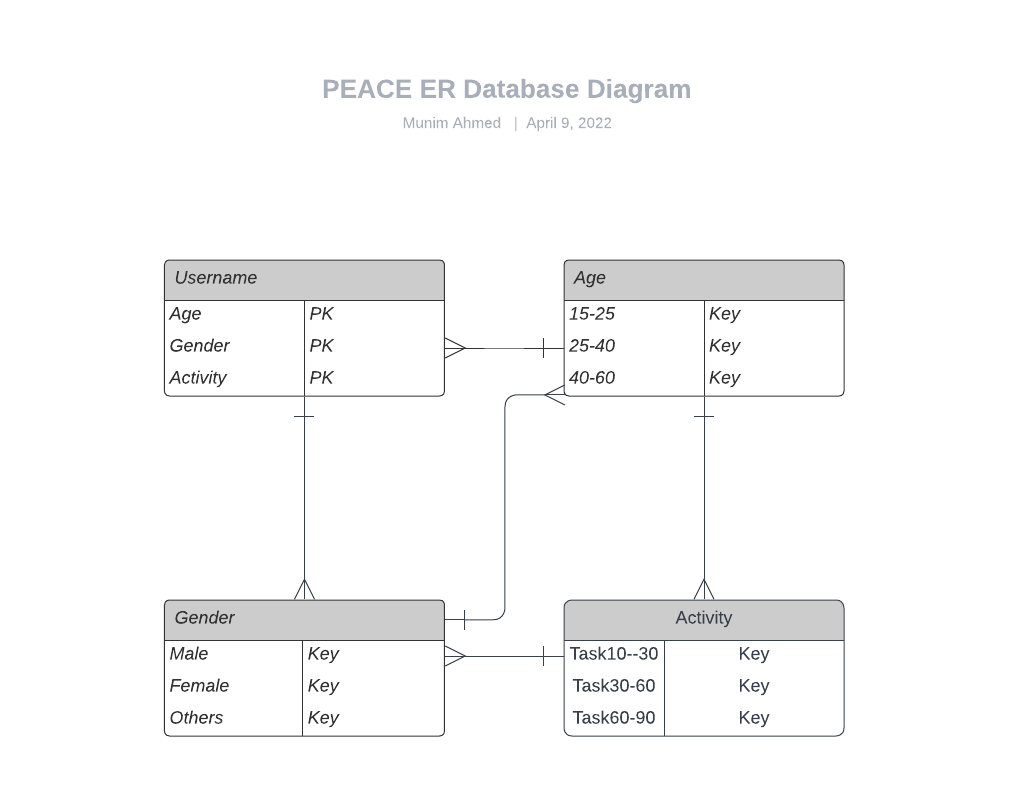 PEACE ER Database Diagram
Munim Ahmed | April 9, 2022
Username
Age PK
Gender PK
Activity PK
Age
15-25 Key
25-40 Key
40-60 Key
Gender
Male Key
Female Key
Others Key
Activity
Task10--30 Key
Task30-60 Key
Task60-90 Key